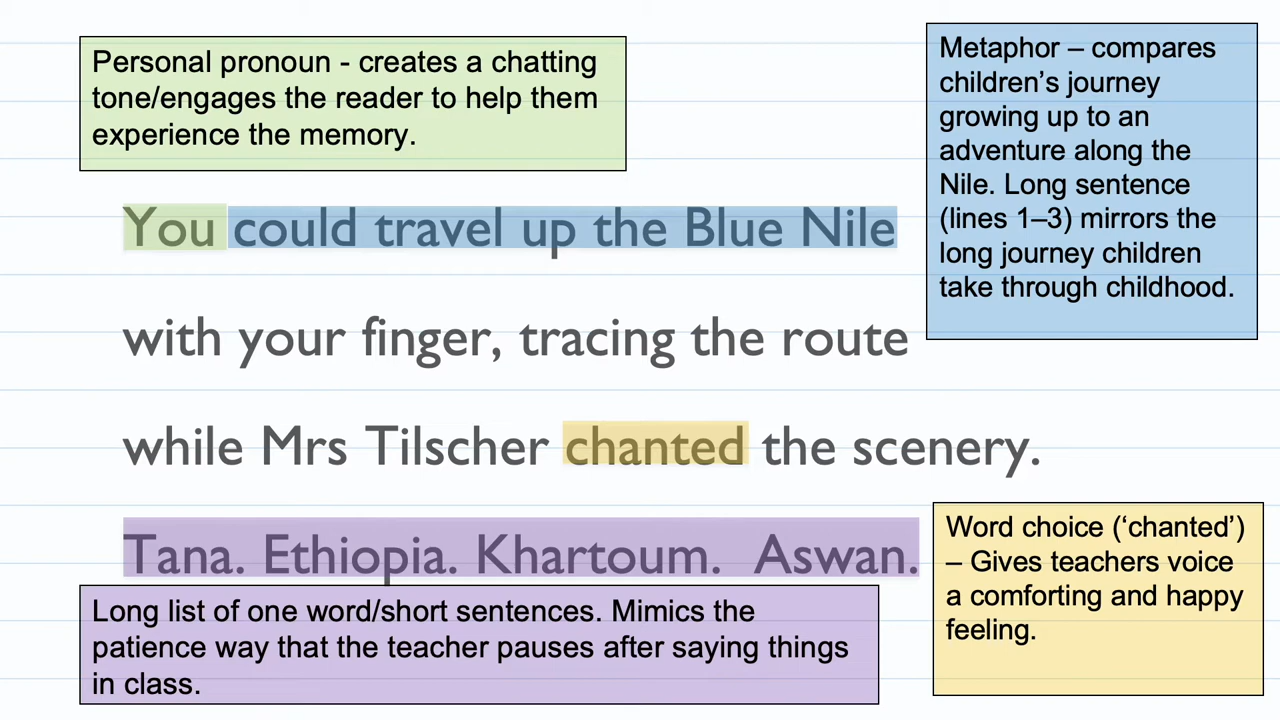 Personal pronoun - creates a chatting
tone/engages the reader to help them
experience the memory.
Metaphor – compares
children’s journey
growing up to an
adventure along the
Nile. Long sentence
(lines 1–3) mirrors the
long journey children
take through childhood.
You could travel up the Blue Nile
with your finger, tracing the route
while Mrs Tilscher chanted the scenery.
Tana. Ethiopia. Khartoum. Aswan.
Word choice (‘chanted’)
– Gives teachers voice
a comforting and happy
feeling.
Long list of one word/short sentences. Mimics the
patience way that the teacher pauses after saying things
in class.